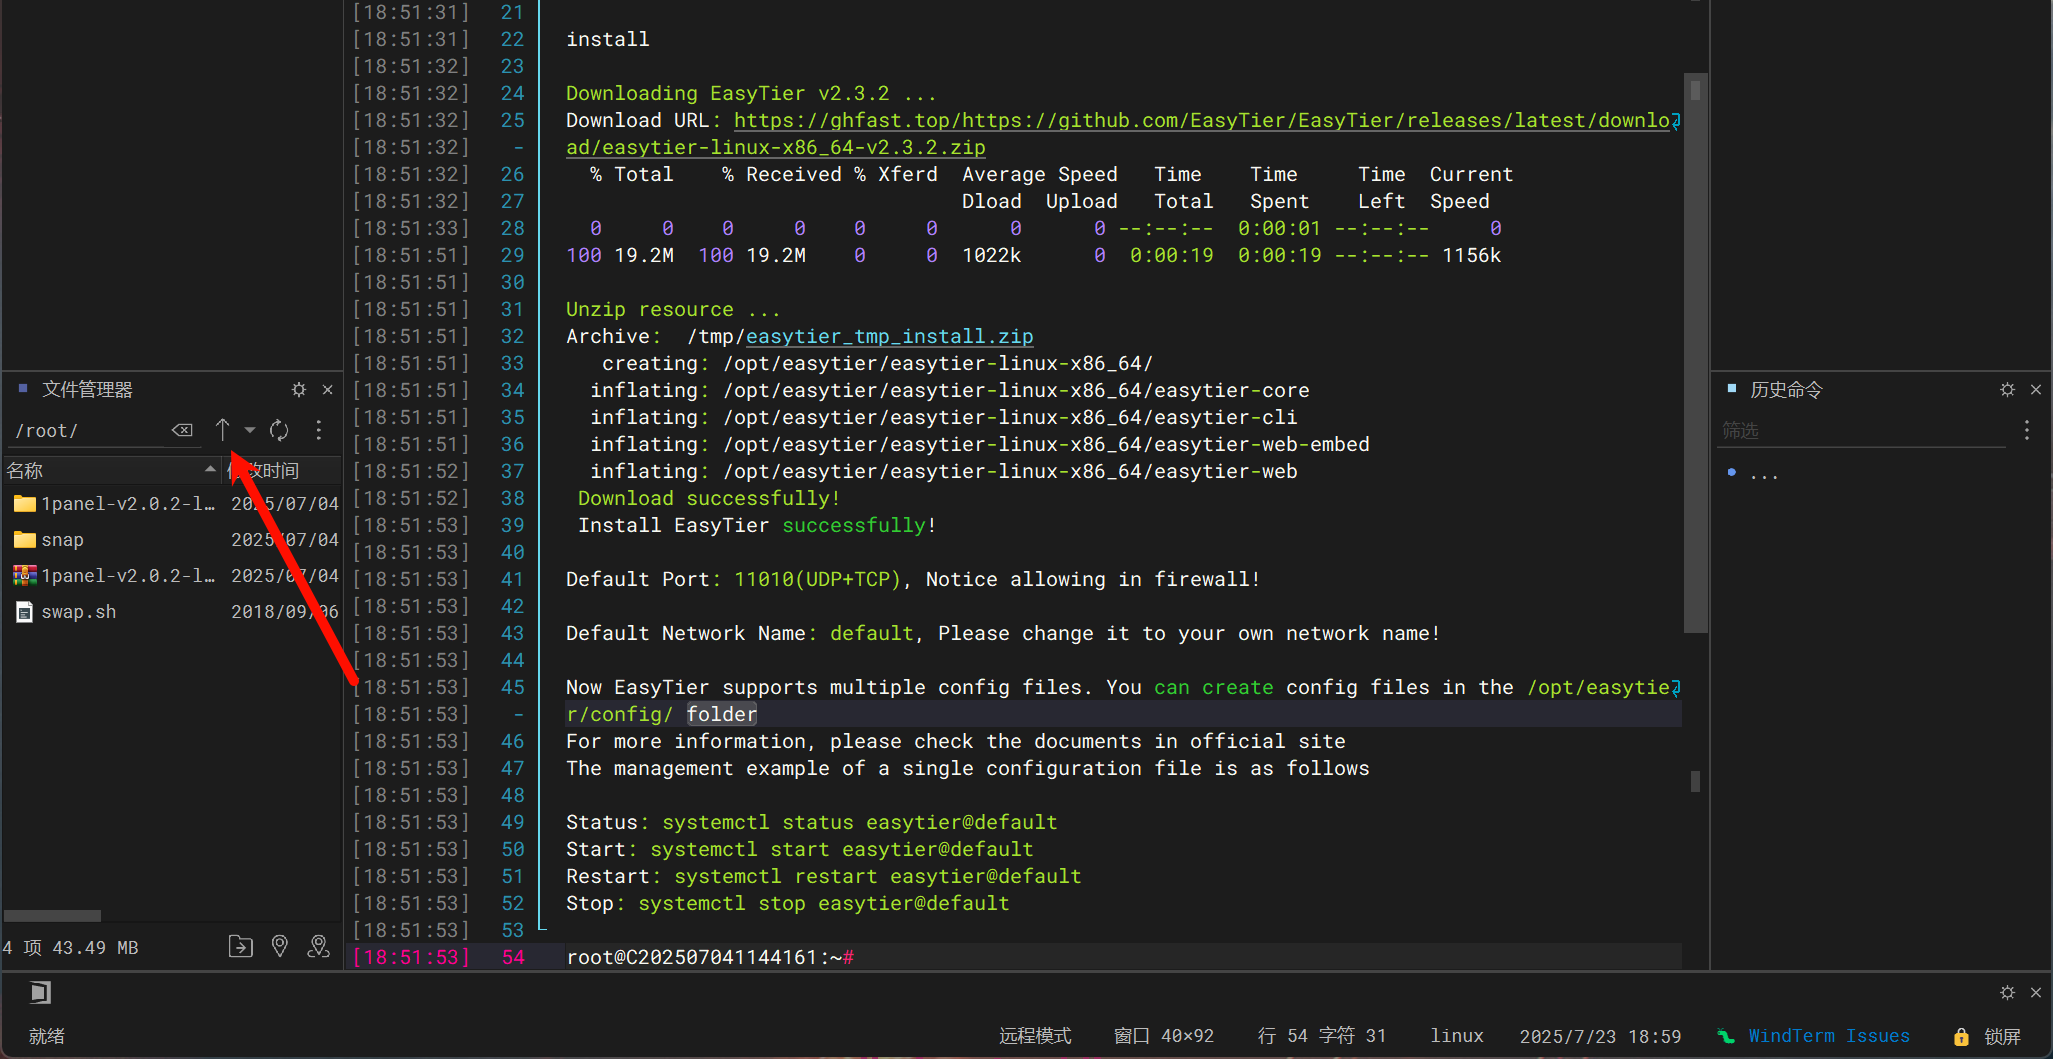 [18:51:31] 21
[18:51:31] 22 install
[18:51:32] 23
[18:51:32] 24 Downloading EasyTier v2.3.2 ...
[18:51:32] 25 Download URL: https://ghfast.top/https://github.com/EasyTier/EasyTier/releases/latest/downlo
[18:51:32] - ad/easytier-linux-x86_64-v2.3.2.zip
[18:51:32] 26 % Total % Received % Xferd Average Speed Time Time Time Current
[18:51:32] 27 Dload Upload Total Spent Left Speed
[18:51:33] 28 0 0 0 0 0 0 0 0 --:--:-- 0:00:01 --:--:-- 0
[18:51:51] 29 100 19.2M 100 19.2M 0 0 1022k 0 0:00:19 0:00:19 --:--:-- 1156k
[18:51:51] 30
[18:51:51] 31 Unzip resource ...
[18:51:51] 32 Archive: /tmp/easytier_tmp_install.zip
[18:51:51] 33 creating: /opt/easytier/easytier-linux-x86_64/
[18:51:51] 34 inflating: /opt/easytier/easytier-linux-x86_64/easytier-core
[18:51:51] 35 inflating: /opt/easytier/easytier-linux-x86_64/easytier-cli
[18:51:51] 36 inflating: /opt/easytier/easytier-linux-x86_64/easytier-web-embed
[18:51:52] 37 inflating: /opt/easytier/easytier-linux-x86_64/easytier-web
[18:51:52] 38 Download successfully!
[18:51:53] 39 Install EasyTier successfully!
[18:51:53] 40
[18:51:53] 41 Default Port: 11010(UDP+TCP), Notice allowing in firewall!
[18:51:53] 42
[18:51:53] 43 Default Network Name: default, Please change it to your own network name!
[18:51:53] 44
[18:51:53] 45 Now EasyTier supports multiple config files. You can create config files in the /opt/easytie
[18:51:53] - r/config/ folder
[18:51:53] 46 For more information, please check the documents in official site
[18:51:53] 47 The management example of a single configuration file is as follows
[18:51:53] 48
[18:51:53] 49 Status: systemctl status easytier@default
[18:51:53] 50 Start: systemctl start easytier@default
[18:51:53] 51 Restart: systemctl restart easytier@default
[18:51:53] 52 Stop: systemctl stop easytier@default
[18:51:53] 53
[18:51:53] 54 root@C202507041144161:~#
文件管理器
/root/
名称 修改时间
1panel-v2.0.2-l… 2025/07/04
snap 2025/07/04
1panel-v2.0.2-l… 2025/07/04
swap.sh 2018/09/06
4 项 43.49 MB
历史命令
筛选
...
就绪
远程模式 窗口 40×92 行 54 字符 31 linux 2025/7/23 18:59 WindTerm Issues 锁屏